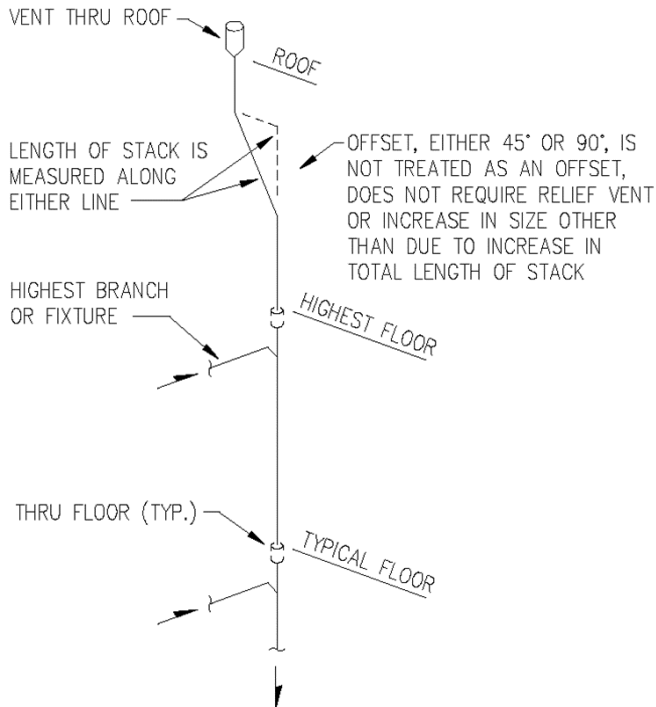 VENT THRU ROOF
ROOF
LENGTH OF STACK IS
MEASURED ALONG
EITHER LINE
OFFSET, EITHER 45° OR 90°, IS
NOT TREATED AS AN OFFSET,
DOES NOT REQUIRE RELIEF VENT
OR INCREASE IN SIZE OTHER
THAN DUE TO INCREASE IN
TOTAL LENGTH OF STACK
HIGHEST BRANCH
OR FIXTURE
HIGHEST FLOOR
THRU FLOOR (TYP.)
TYPICAL FLOOR